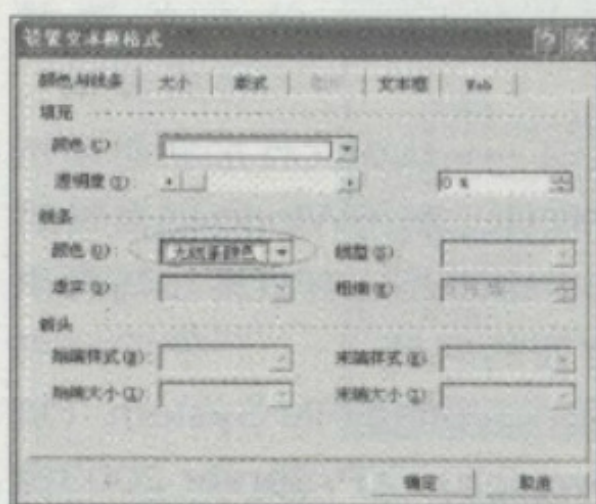 设置文本框格式
颜色与线条 大小 版式 图片 文本框 Web
填充
颜色(C):
透明度(T): 0 %
线条
颜色(O): 无线条颜色 线型(S):
虚实(D): 粗细(W):
箭头
始端样式(B): 末端样式(E):
始端大小(I): 末端大小(Z):
确定 取消